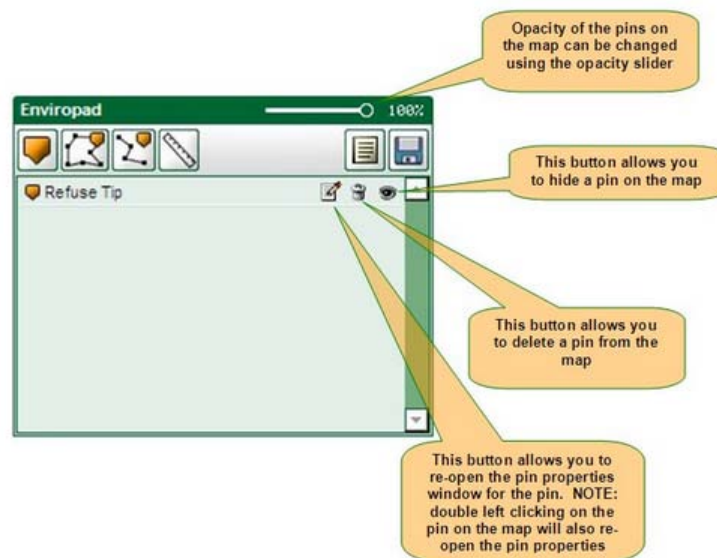 Opacity of the pins on
the map can be changed
using the opacity slider
Enviropad
100%
This button allows you
to hide a pin on the map
Refuse Tip
This button allows you
to delete a pin from the
map
This button allows you to
re-open the pin properties
window for the pin. NOTE:
double left clicking on the
pin on the map will also re-
open the pin properties